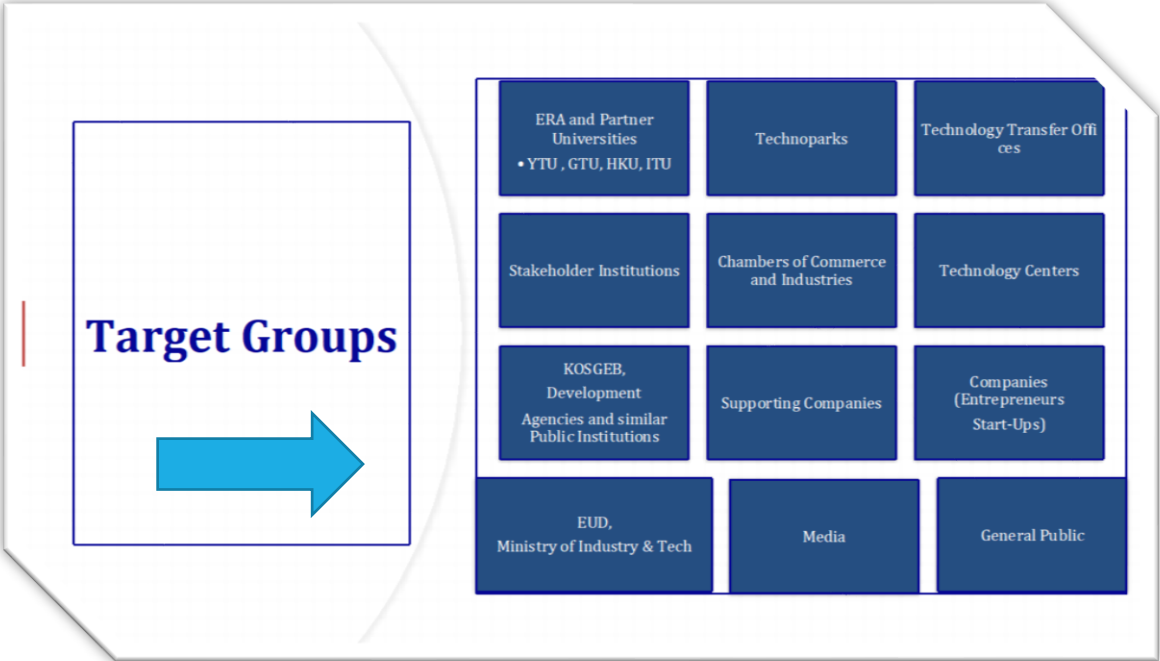 Target Groups
ERA and Partner
Universities
• YTU , GTU, HKU, ITU
Technoparks
Technology Transfer Offi
ces
Stakeholder Institutions
Chambers of Commerce
and Industries
Technology Centers
KOSGEB,
Development
Agencies and similar
Public Institutions
Supporting Companies
Companies
(Entrepreneurs
Start-Ups)
EUD,
Ministry of Industry & Tech
Media
General Public